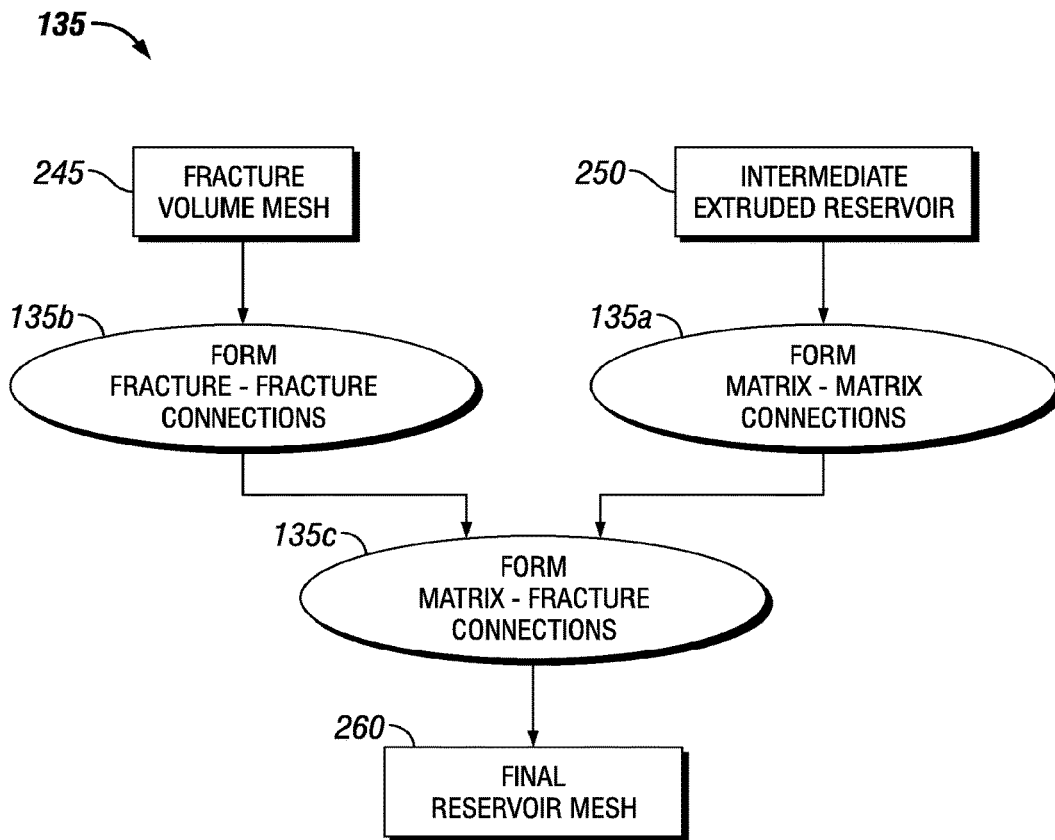 135
245
FRACTURE
VOLUME MESH
250
INTERMEDIATE
EXTRUDED RESERVOIR
135b
FORM
FRACTURE - FRACTURE
CONNECTIONS
135a
FORM
MATRIX - MATRIX
CONNECTIONS
135c
FORM
MATRIX - FRACTURE
CONNECTIONS
260
FINAL
RESERVOIR MESH